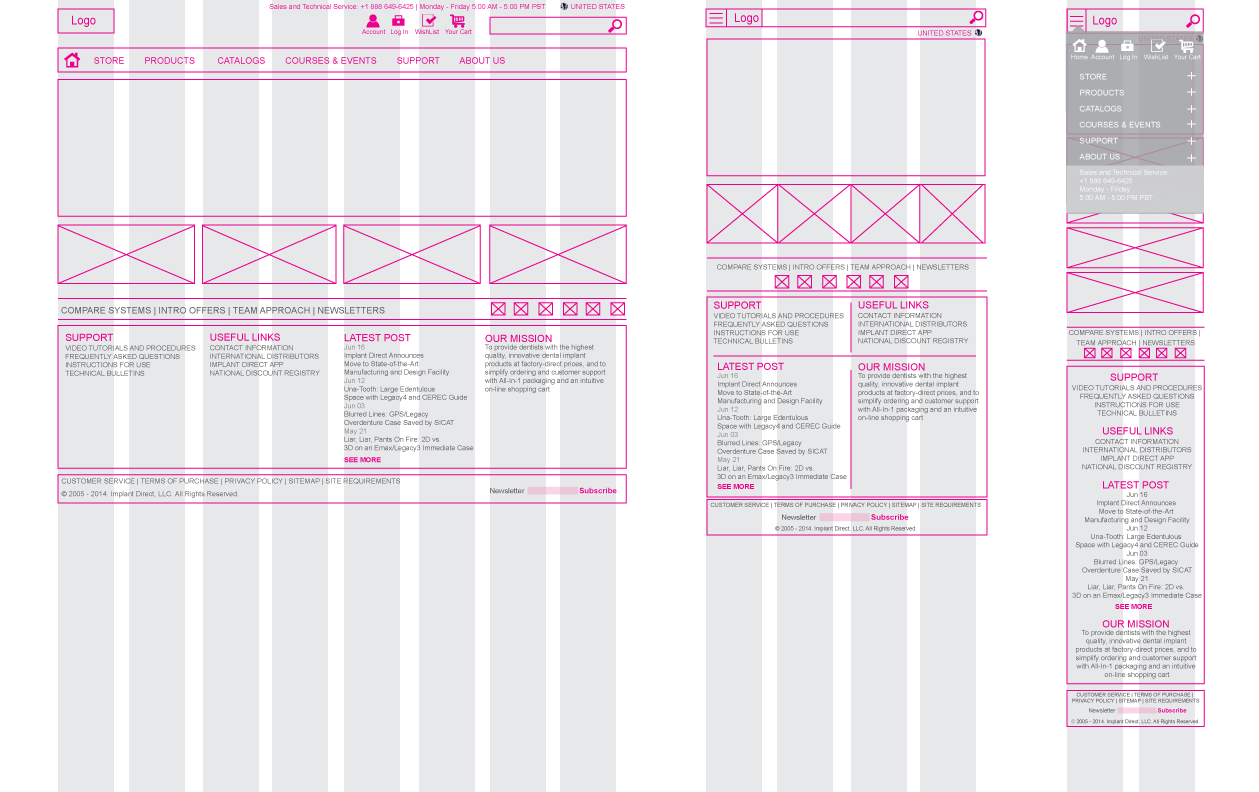 Sales and Technical Service: +1 888 649-6425 | Monday - Friday 5:00 AM - 5:00 PM PST
UNITED STATES
Logo
Account Log In WishList Your Cart
STORE PRODUCTS CATALOGS COURSES & EVENTS SUPPORT ABOUT US
COMPARE SYSTEMS | INTRO OFFERS | TEAM APPROACH | NEWSLETTERS
SUPPORT
VIDEO TUTORIALS AND PROCEDURES
FREQUENTLY ASKED QUESTIONS
INSTRUCTIONS FOR USE
TECHNICAL BULLETINS
USEFUL LINKS
CONTACT INFORMATION
INTERNATIONAL DISTRIBUTORS
IMPLANT DIRECT APP
NATIONAL DISCOUNT REGISTRY
LATEST POST
Jun 16
Implant Direct Announces
Move to State-of-the-Art
Manufacturing and Design Facility
Jun 12
Una-Tooth: Large Edentulous
Space with Legacy4 and CEREC Guide
Jun 03
Blurred Lines: GPS/Legacy
Overdenture Case Saved by SICAT
May 21
Liar, Liar, Pants On Fire: 2D vs.
3D on an Emax/Legacy3 Immediate Case
SEE MORE
OUR MISSION
To provide dentists with the highest
quality, innovative dental implant
products at factory-direct prices, and to
simplify ordering and customer support
with All-In-1 packaging and an intuitive
on-line shopping cart
CUSTOMER SERVICE | TERMS OF PURCHASE | PRIVACY POLICY | SITEMAP | SITE REQUIREMENTS
© 2005 - 2014. Implant Direct, LLC. All Rights Reserved.
Newsletter Subscribe
Logo
UNITED STATES
COMPARE SYSTEMS | INTRO OFFERS | TEAM APPROACH | NEWSLETTERS
SUPPORT
VIDEO TUTORIALS AND PROCEDURES
FREQUENTLY ASKED QUESTIONS
INSTRUCTIONS FOR USE
TECHNICAL BULLETINS
USEFUL LINKS
CONTACT INFORMATION
INTERNATIONAL DISTRIBUTORS
IMPLANT DIRECT APP
NATIONAL DISCOUNT REGISTRY
LATEST POST
Jun 16
Implant Direct Announces
Move to State-of-the-Art
Manufacturing and Design Facility
Jun 12
Una-Tooth: Large Edentulous
Space with Legacy4 and CEREC Guide
Jun 03
Blurred Lines: GPS/Legacy
Overdenture Case Saved by SICAT
May 21
Liar, Liar, Pants On Fire: 2D vs.
3D on an Emax/Legacy3 Immediate Case
SEE MORE
OUR MISSION
To provide dentists with the highest
quality, innovative dental implant
products at factory-direct prices, and to
simplify ordering and customer support
with All-In-1 packaging and an intuitive
on-line shopping cart
CUSTOMER SERVICE | TERMS OF PURCHASE | PRIVACY POLICY | SITEMAP | SITE REQUIREMENTS
Newsletter Subscribe
© 2005 - 2014. Implant Direct, LLC. All Rights Reserved.
Logo
Home Account Log In WishList Your Cart
STORE
PRODUCTS
CATALOGS
COURSES & EVENTS
SUPPORT
ABOUT US
Sales and Technical Service:
+1 888 649-6425
Monday - Friday
5:00 AM - 5:00 PM PST
COMPARE SYSTEMS | INTRO OFFERS |
TEAM APPROACH | NEWSLETTERS
SUPPORT
VIDEO TUTORIALS AND PROCEDURES
FREQUENTLY ASKED QUESTIONS
INSTRUCTIONS FOR USE
TECHNICAL BULLETINS
USEFUL LINKS
CONTACT INFORMATION
INTERNATIONAL DISTRIBUTORS
IMPLANT DIRECT APP
NATIONAL DISCOUNT REGISTRY
LATEST POST
Jun 16
Implant Direct Announces
Move to State-of-the-Art
Manufacturing and Design Facility
Jun 12
Una-Tooth: Large Edentulous
Space with Legacy4 and CEREC Guide
Jun 03
Blurred Lines: GPS/Legacy
Overdenture Case Saved by SICAT
May 21
Liar, Liar, Pants On Fire: 2D vs.
3D on an Emax/Legacy3 Immediate Case
SEE MORE
OUR MISSION
To provide dentists with the highest
quality, innovative dental implant
products at factory-direct prices, and to
simplify ordering and customer support
with All-In-1 packaging and an intuitive
on-line shopping cart
CUSTOMER SERVICE | TERMS OF PURCHASE |
PRIVACY POLICY | SITEMAP | SITE REQUIREMENTS
Newsletter Subscribe
© 2005 - 2014. Implant Direct, LLC. All Rights Reserved.